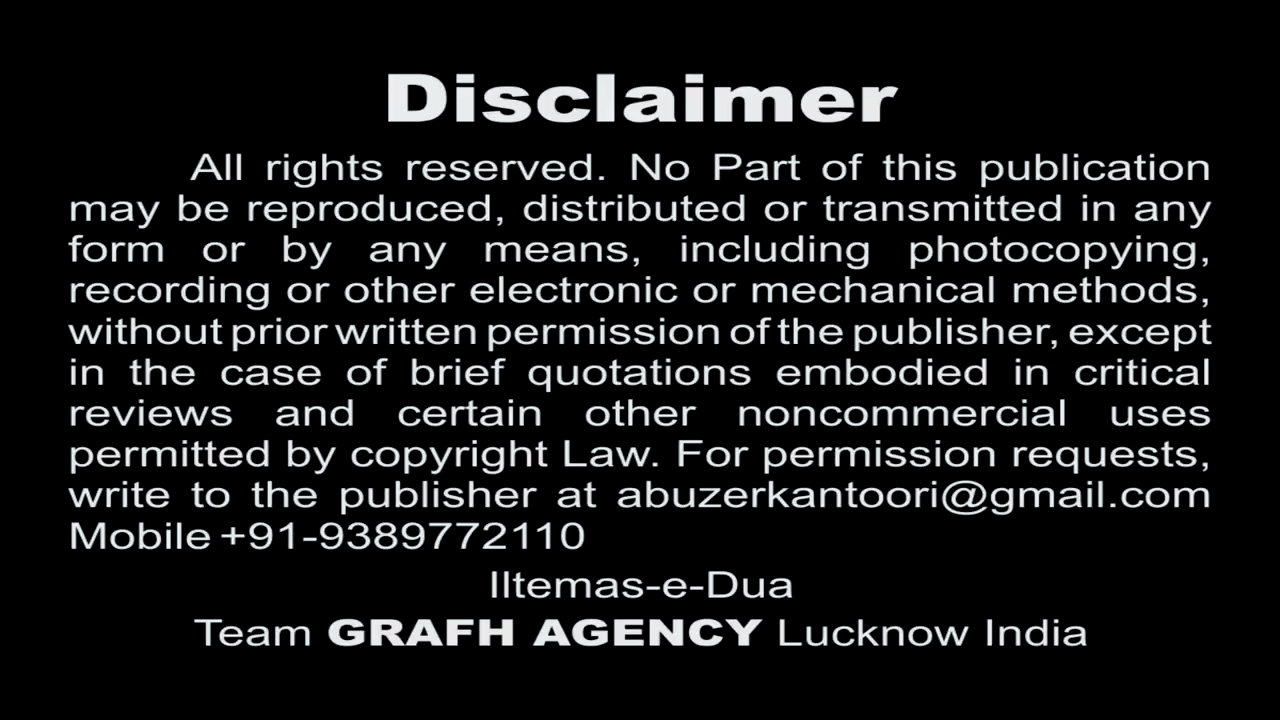 Disclaimer
All rights reserved. No Part of this publication
may be reproduced, distributed or transmitted in any
form or by any means, including photocopying,
recording or other electronic or mechanical methods,
without prior written permission of the publisher, except
in the case of brief quotations embodied in critical
reviews and certain other noncommercial uses
permitted by copyright Law. For permission requests,
write to the publisher at abuzerkantoori@gmail.com
Mobile +91-9389772110
IItemas-e-Dua
Team GRAFH AGENCY Lucknow India